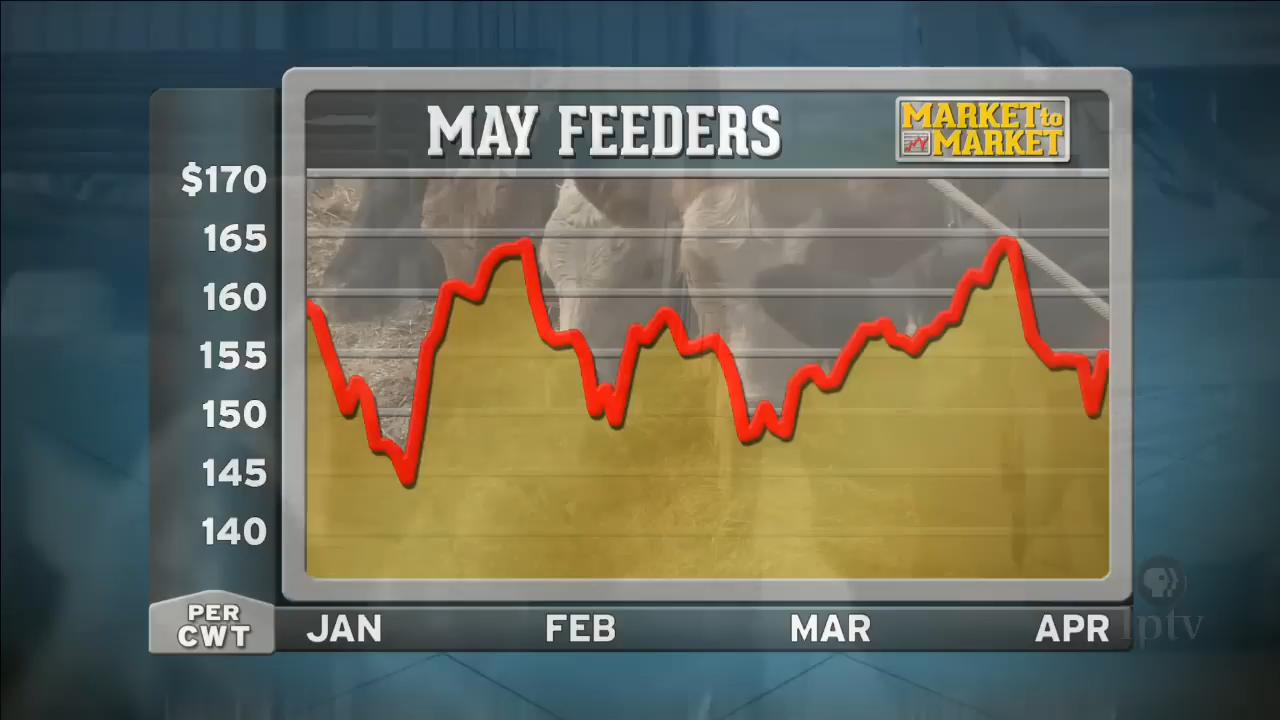 MAY FEEDERS
MARKET to
MARKET
$170
165
160
155
150
145
140
PER
CWT
JAN FEB MAR APR
iptv